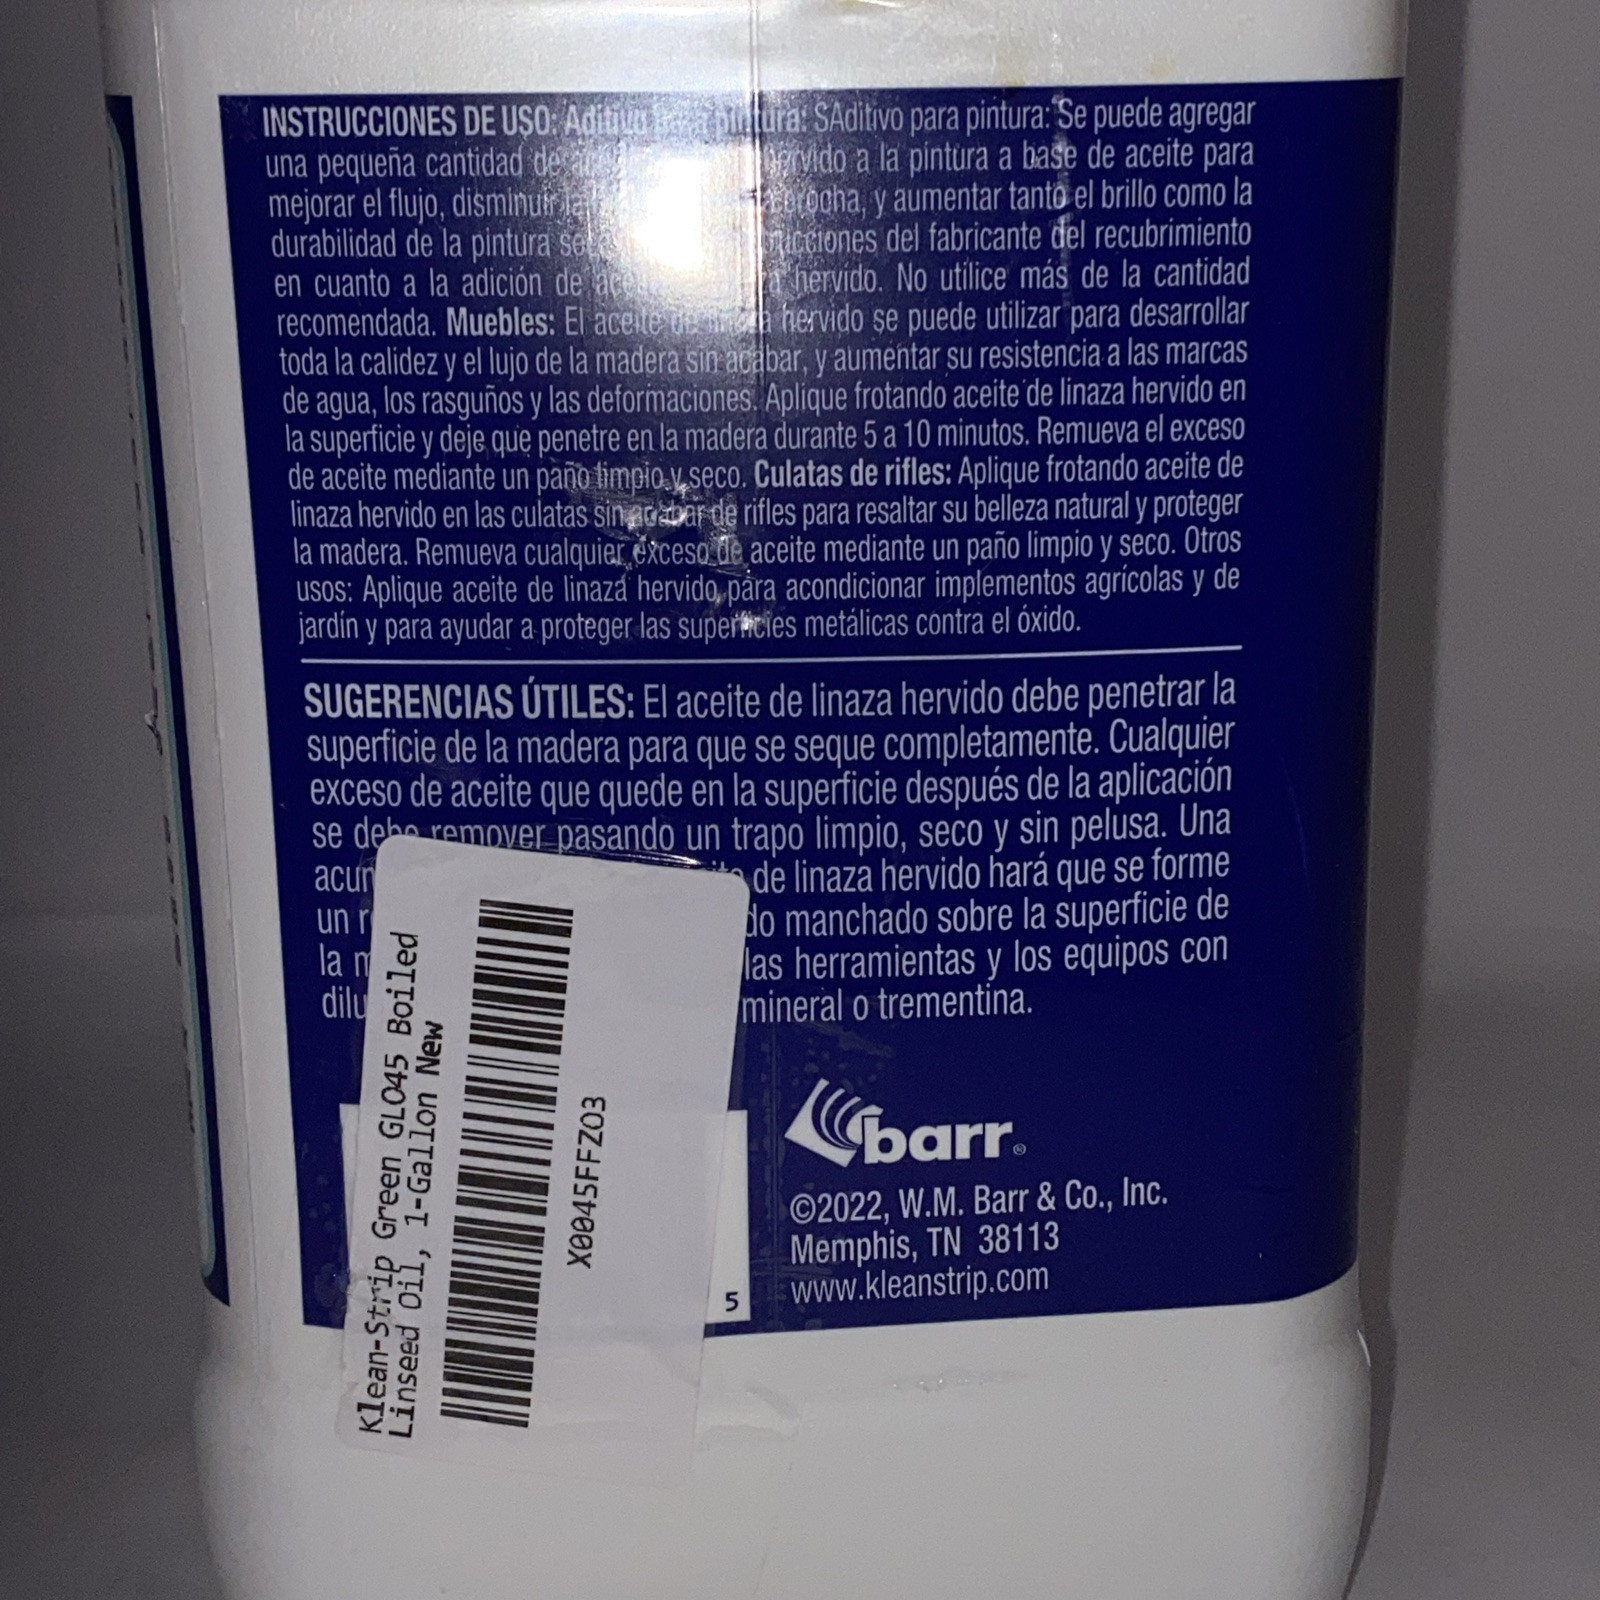 INSTRUCCIONES DE USO: Aditivo para pintura: SAditivo para pintura: Se puede agregar
una pequeña cantidad de hervido a la pintura a base de aceite para
mejorar el flujo, disminuir la brocha, y aumentar tanto el brillo como la
durabilidad de la pintura del fabricante del recubrimiento
en cuanto a la adición de hervido. No utilice más de la cantidad
recomendada. Muebles: El aceite de linaza hervido se puede utilizar para desarrollar
toda la calidez y el lujo de la madera sin acabar, y aumentar su resistencia a las marcas
de agua, los rasguños y las deformaciones. Aplique frotando aceite de linaza hervido en
la superficie y deje que penetre en la madera durante 5 a 10 minutos. Remueva el exceso
de aceite mediante un paño limpio y seco. Culatas de rifles: Aplique frotando aceite de
linaza hervido en las culatas sin acabar de rifles para resaltar su belleza natural y proteger
la madera. Remueva cualquier exceso de aceite mediante un paño limpio y seco. Otros
usos: Aplique aceite de linaza hervido para acondicionar implementos agrícolas y de
jardín y para ayudar a proteger las superficies metálicas contra el óxido.
SUGERENCIAS ÚTILES: El aceite de linaza hervido debe penetrar la
superficie de la madera para que se seque completamente. Cualquier
exceso de aceite que quede en la superficie después de la aplicación
se debe remover pasando un trapo limpio, seco y sin pelusa. Una
de linaza hervido hará que se forme
un manchado sobre la superficie de
la las herramientas y los equipos con
mineral o trementina.
Klean-Strip Green GLO45 Boiled
Linseed Oil, 1-Gallon New
X0045FFZO3
5
barr®
©2022, W.M. Barr & Co., Inc.
Memphis, TN 38113
www.kleanstrip.com